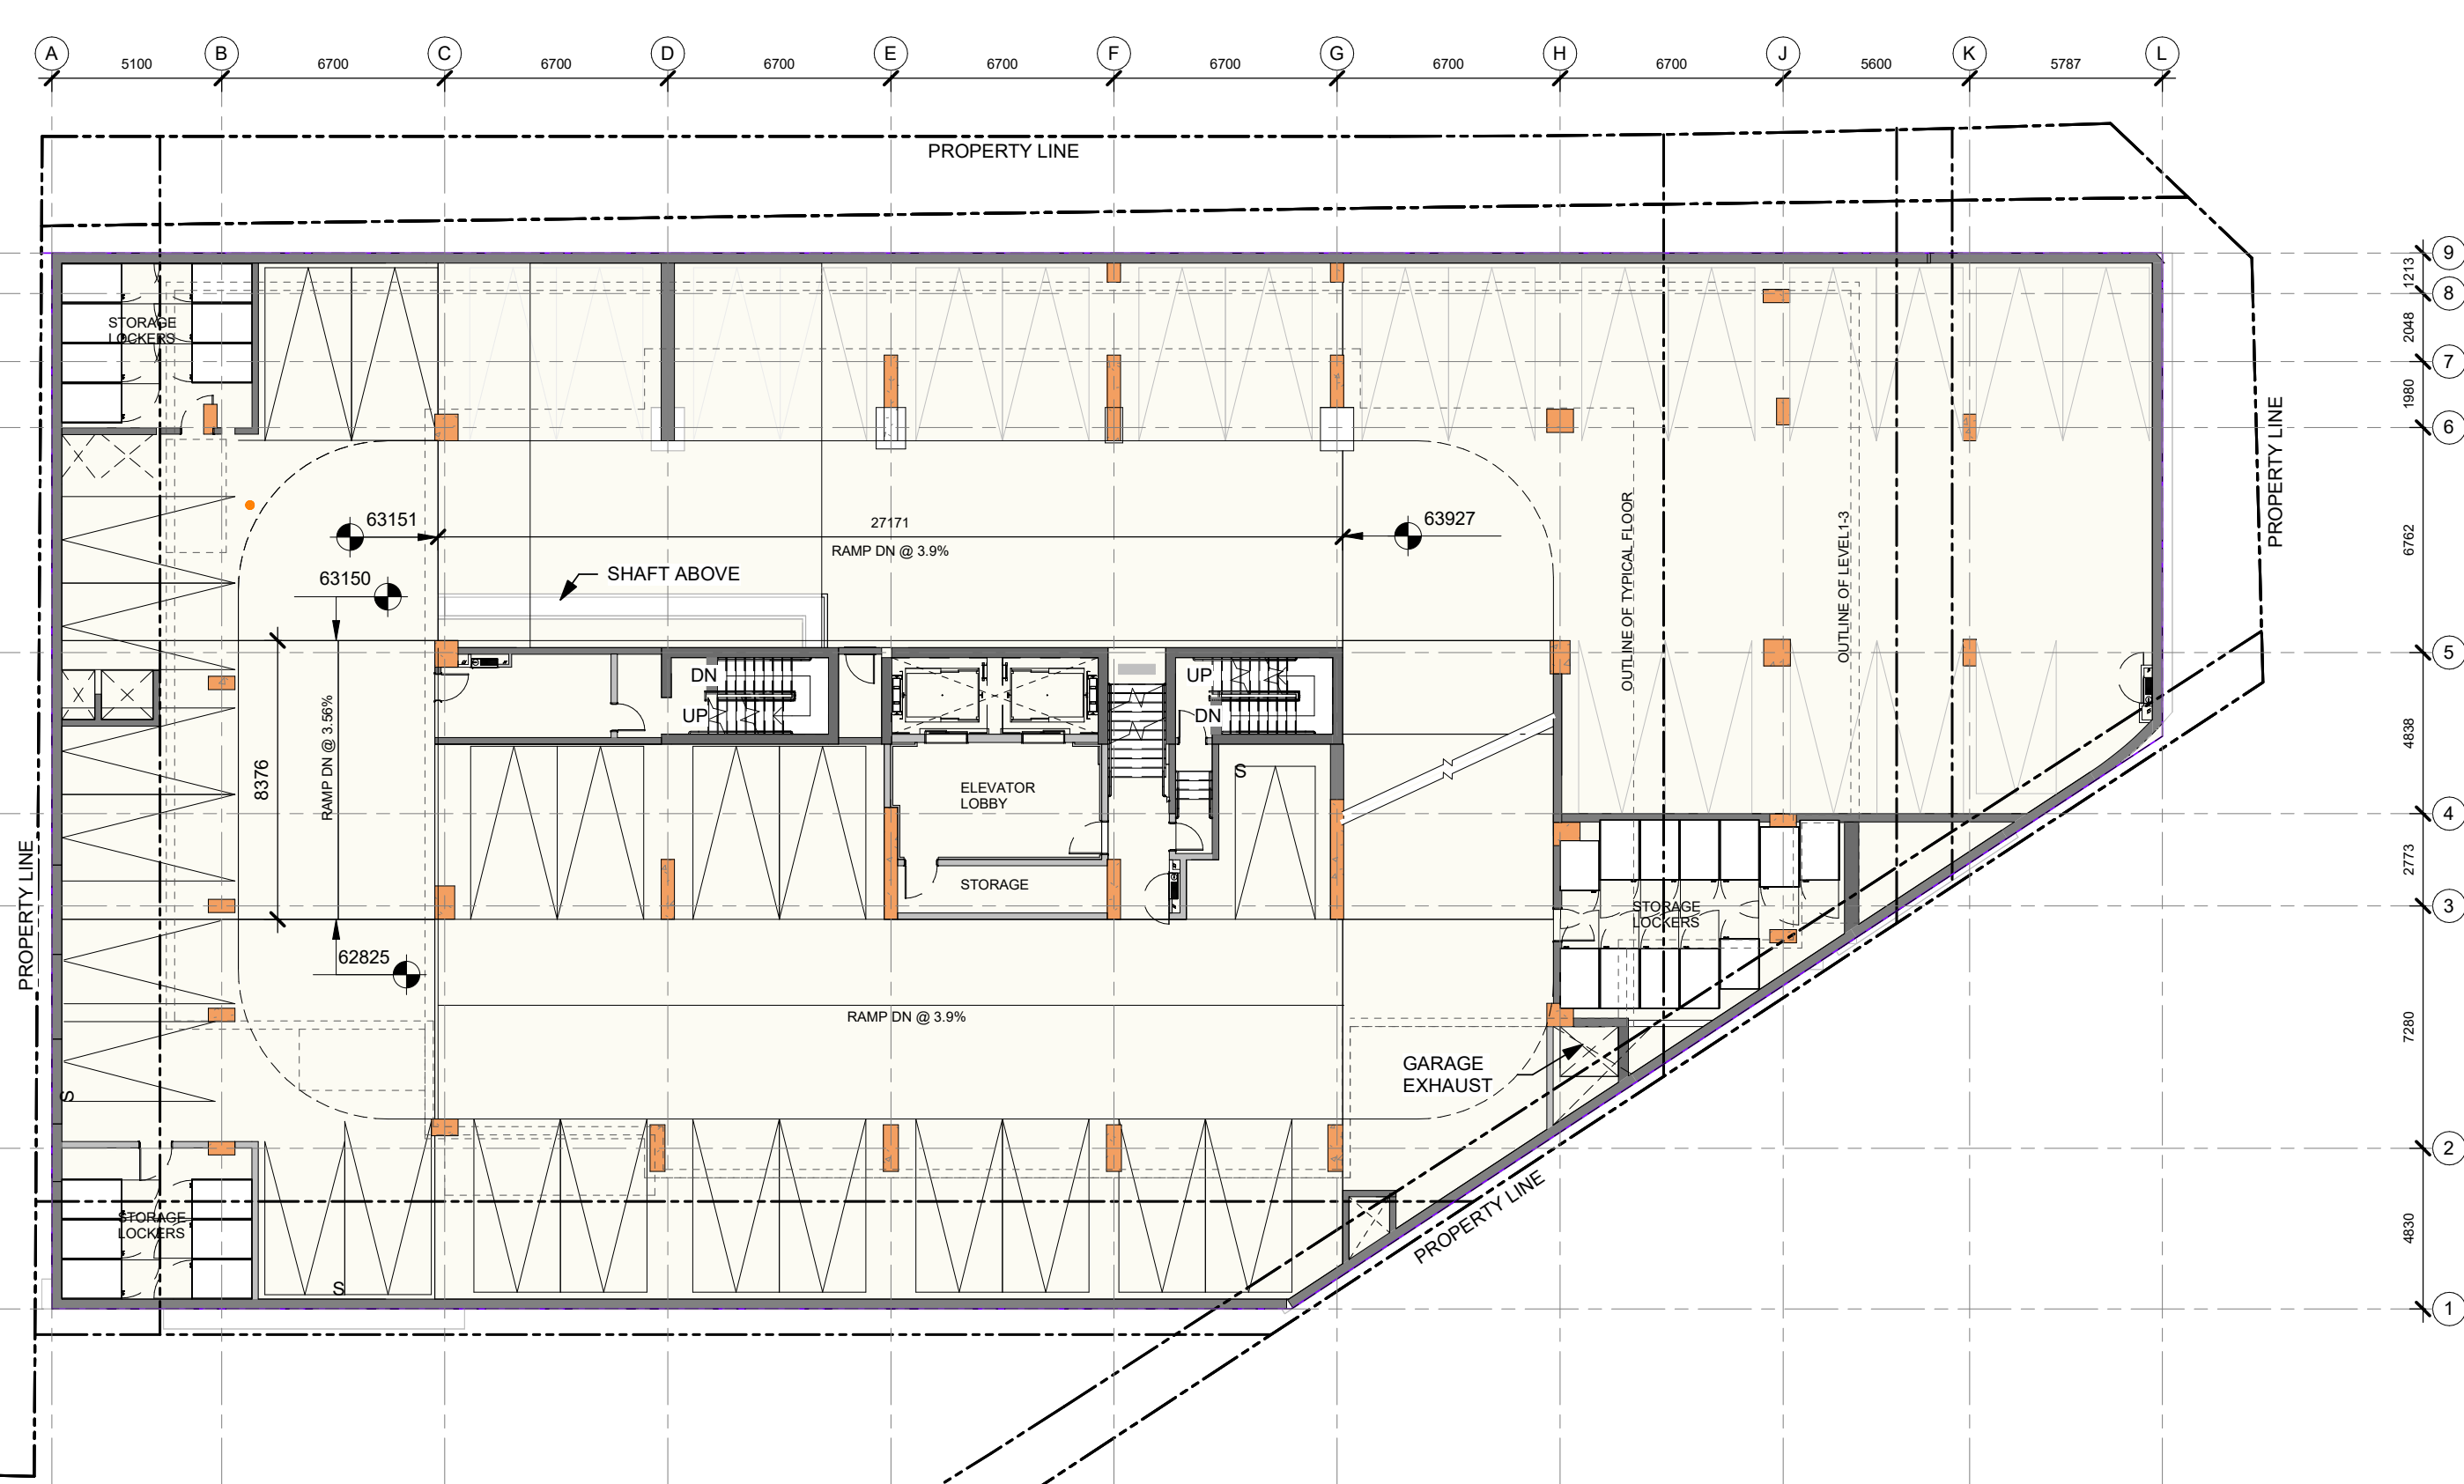 A B C D E F G H J K L
5100 6700 6700 6700 6700 6700 6700 6700 5600 5787
PROPERTY LINE
9
1213
8
2048
7
1980
6
6762
5
4838
4
2773
3
7280
2
4830
1
STORAGE
LOCKERS
PROPERTY LINE
63151
27171
63927
RAMP DN @ 3.9%
63150
SHAFT ABOVE
OUTLINE OF TYPICAL FLOOR
OUTLINE OF LEVEL1-3
DN
UP
UP
DN
RAMP DN @ 3.56%
8376
S
ELEVATOR
LOBBY
STORAGE
STORAGE
LOCKERS
PROPERTY LINE
62825
RAMP DN @ 3.9%
GARAGE
EXHAUST
S
STORAGE
LOCKERS
S
PROPERTY LINE